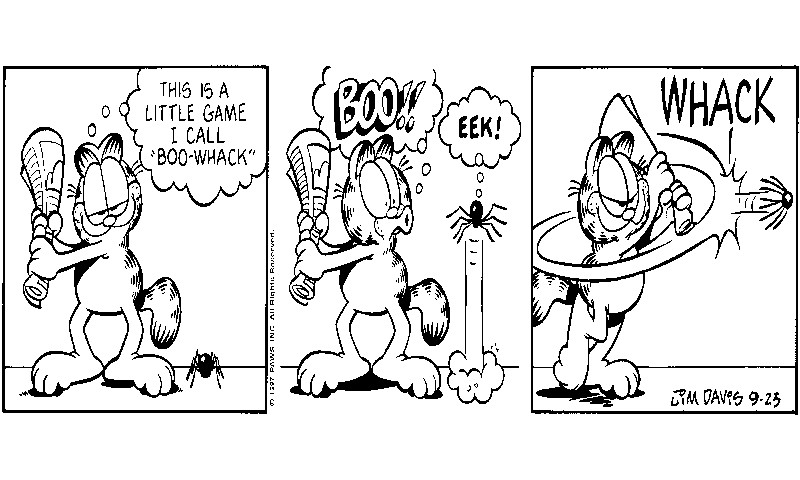 THIS IS A
LITTLE GAME
I CALL
"BOO-WHACK"
BOO!!
EEK!
© 1997 PAWS, INC. All Rights Reserved.
WHACK
JIM DAVIS 9-23